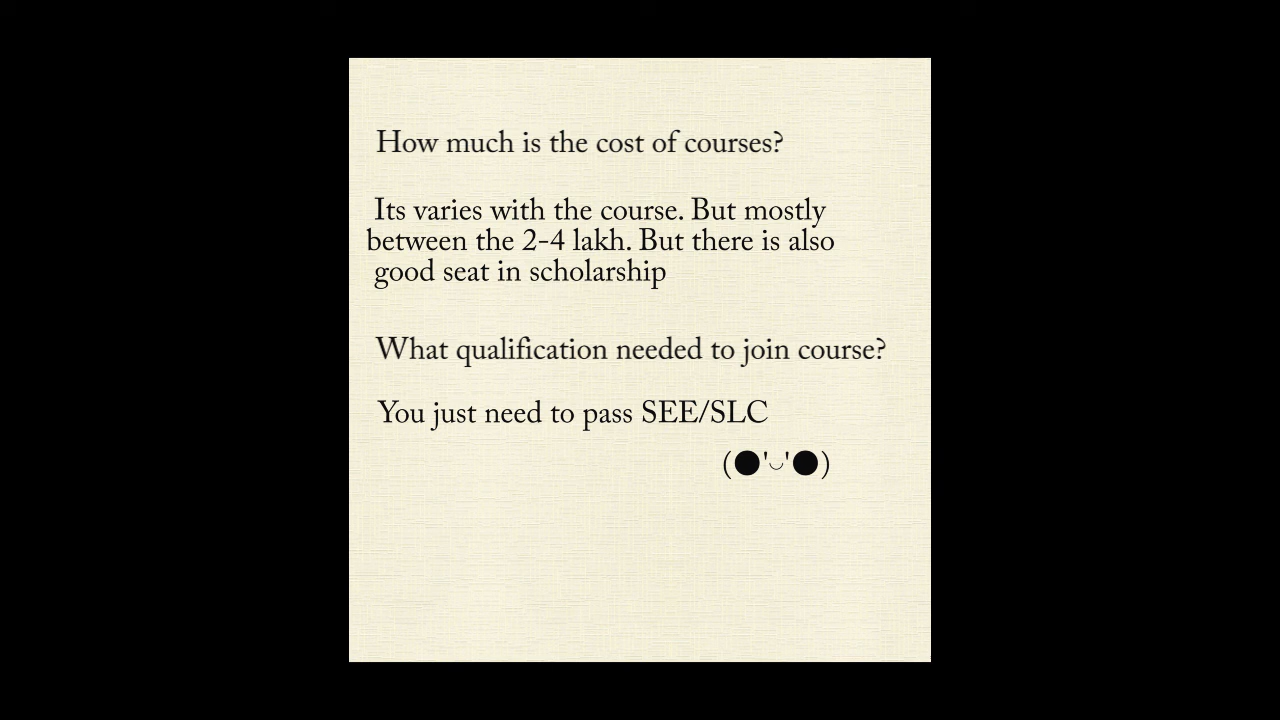 How much is the cost of courses?
Its varies with the course. But mostly
between the 2-4 lakh. But there is also
good seat in scholarship
What qualification needed to join course?
You just need to pass SEE/SLC
(●'◡'●)